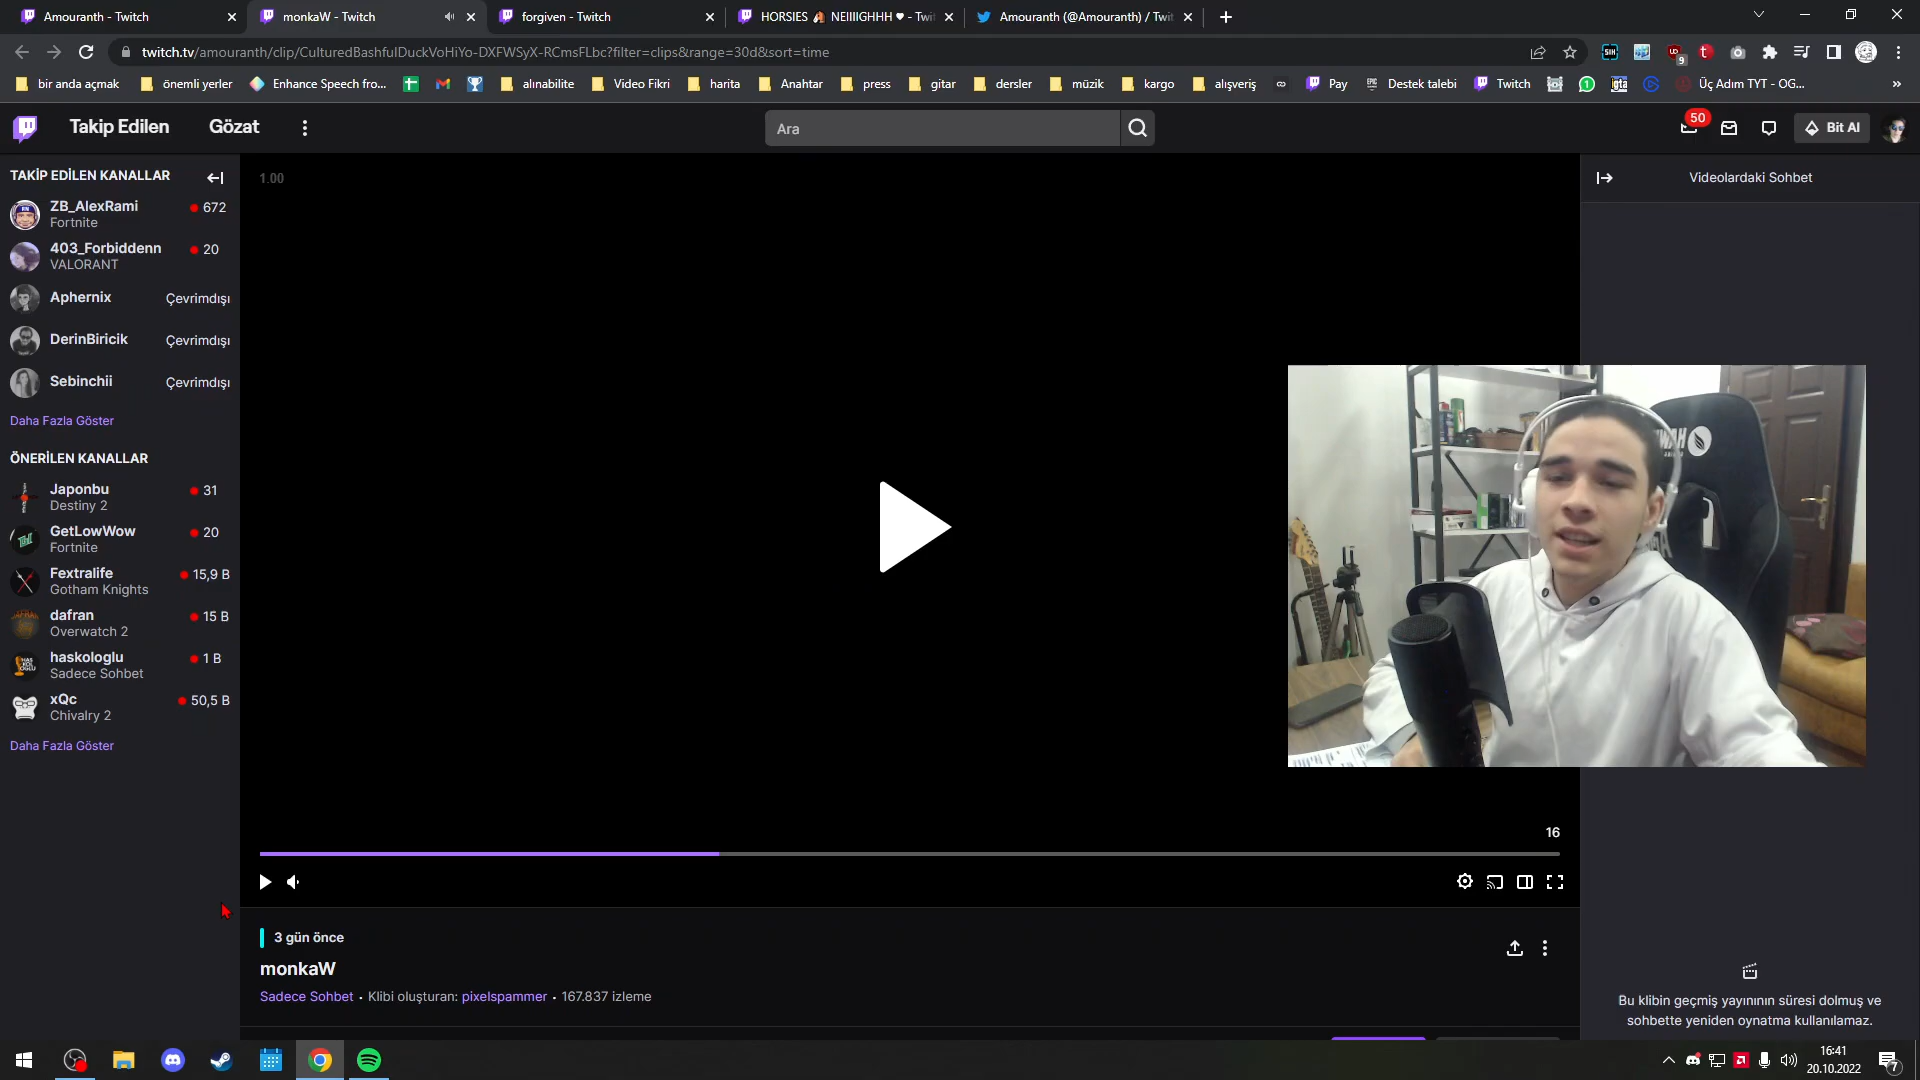 Amouranth - Twitch
monkaW - Twitch
forgiven - Twitch
HORSIES 🐴 NEIIIIGHHH ♥ - Twit
Amouranth (@Amouranth) / Twit
twitch.tv/amouranth/clip/CulturedBashfulDuckVoHiYo-DXFWSyX-RCmsFLbc?filter=clips&range=30d&sort=time
9
bir anda açmak
önemli yerler
Enhance Speech fro...
alınabilite
Video Fikri
harita
Anahtar
press
gitar
dersler
müzik
kargo
alışveriş
Pay
Destek talebi
Twitch
Üç Adım TYT - OG...
»
Takip Edilen
Gözat
Ara
50
Bit Al
TAKİP EDİLEN KANALLAR
ZB_AlexRami
672
Fortnite
403_Forbiddenn
20
VALORANT
Aphernix
Çevrimdışı
DerinBiricik
Çevrimdışı
Sebinchii
Çevrimdışı
Daha Fazla Göster
ÖNERİLEN KANALLAR
Japonbu
31
Destiny 2
GetLowWow
20
Fortnite
Fextralife
15,9 B
Gotham Knights
dafran
15 B
Overwatch 2
haskologlu
1 B
Sadece Sohbet
xQc
50,5 B
Chivalry 2
Daha Fazla Göster
1.00
16
3 gün önce
monkaW
Sadece Sohbet • Klibi oluşturan: pixelspammer • 167.837 izleme
Videolardaki Sohbet
Bu klibin geçmiş yayınının süresi dolmuş ve
sohbette yeniden oynatma kullanılamaz.
16:41
20.10.2022
7